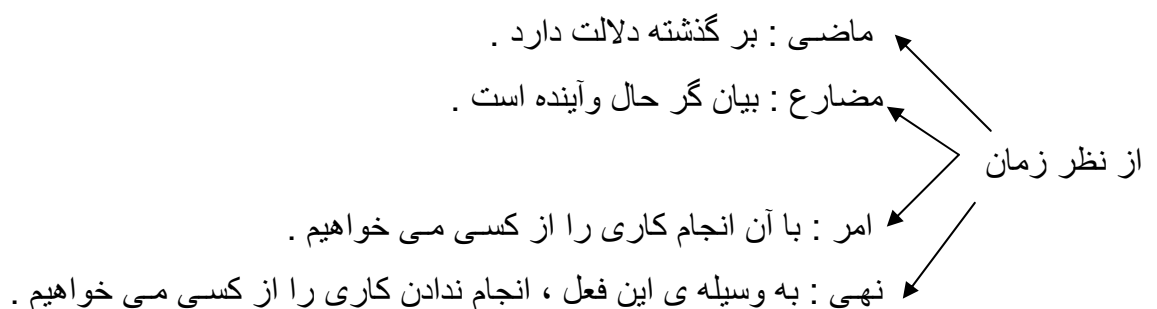 ماضی : بر گذشته دلالت دارد .
مضارع : بیان گر حال وآینده است .
از نظر زمان
امر : با آن انجام کاری را از کسی می خواهیم .
نهی : به وسیله ی این فعل ، انجام ندادن کاری را از کسی می خواهیم .